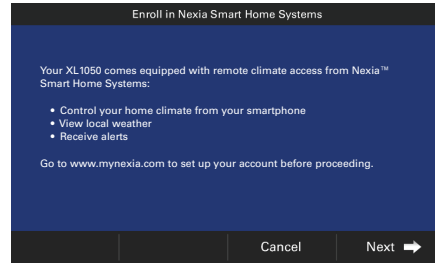 Enroll in Nexia Smart Home Systems
Your XL1050 comes equipped with remote climate access from Nexia™
Smart Home Systems:
• Control your home climate from your smartphone
• View local weather
• Receive alerts
Go to www.mynexia.com to set up your account before proceeding.
Cancel
Next